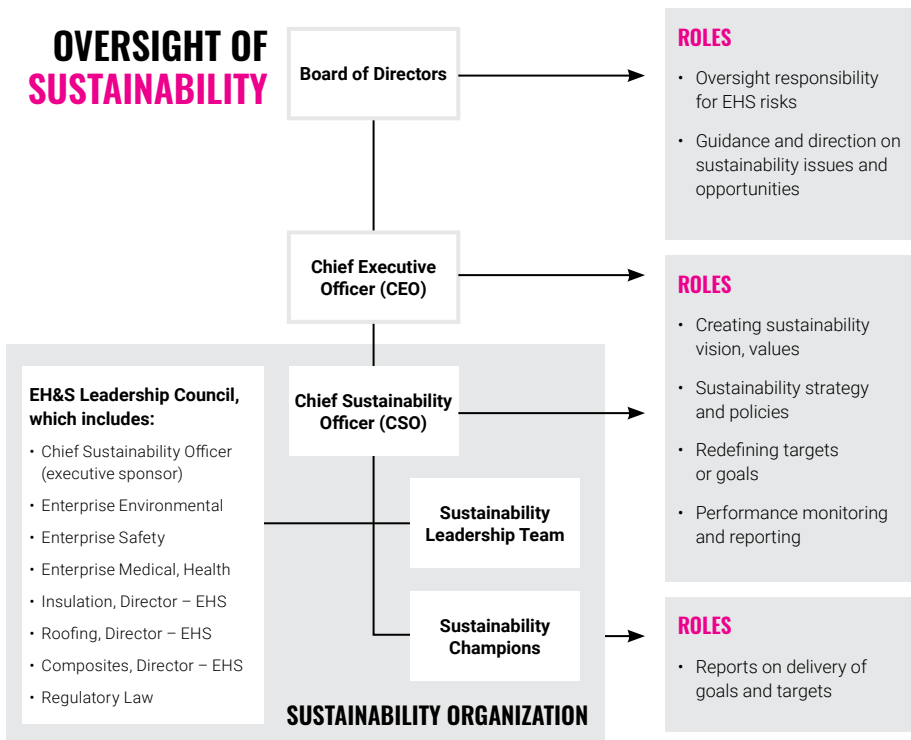 OVERSIGHT OF
SUSTAINABILITY
Board of Directors
ROLES
• Oversight responsibility
for EHS risks
• Guidance and direction on
sustainability issues and
opportunities
Chief Executive
Officer (CEO)
ROLES
• Creating sustainability
vision, values
• Sustainability strategy
and policies
• Redefining targets
or goals
• Performance monitoring
and reporting
EH&S Leadership Council,
which includes:
• Chief Sustainability Officer
(executive sponsor)
• Enterprise Environmental
• Enterprise Safety
• Enterprise Medical, Health
• Insulation, Director – EHS
• Roofing, Director – EHS
• Composites, Director – EHS
• Regulatory Law
Chief Sustainability
Officer (CSO)
Sustainability
Leadership Team
Sustainability
Champions
SUSTAINABILITY ORGANIZATION
ROLES
• Reports on delivery of
goals and targets